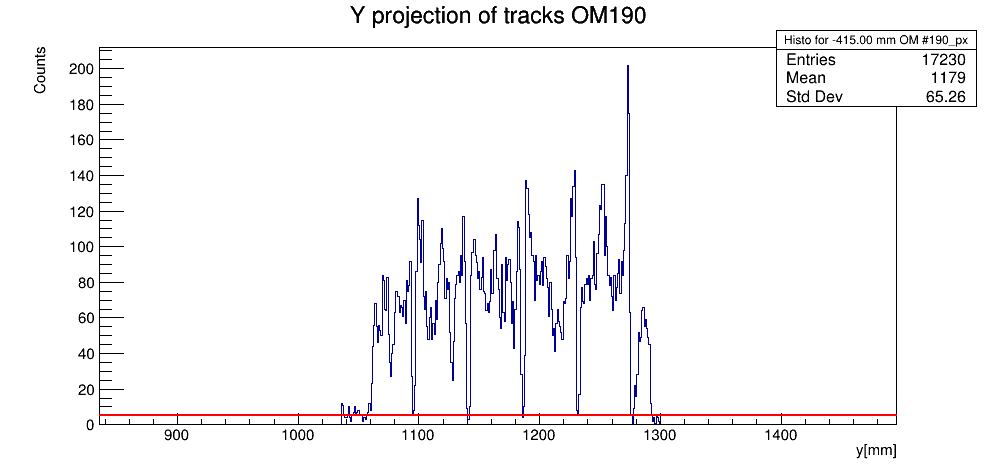 Y projection of tracks OM190
Histo for -415.00 mm OM #190_px
Entries 17230
Mean 1179
Std Dev 65.26
Counts
200
180
160
140
120
100
80
60
40
20
0
900 1000 1100 1200 1300 1400
y[mm]